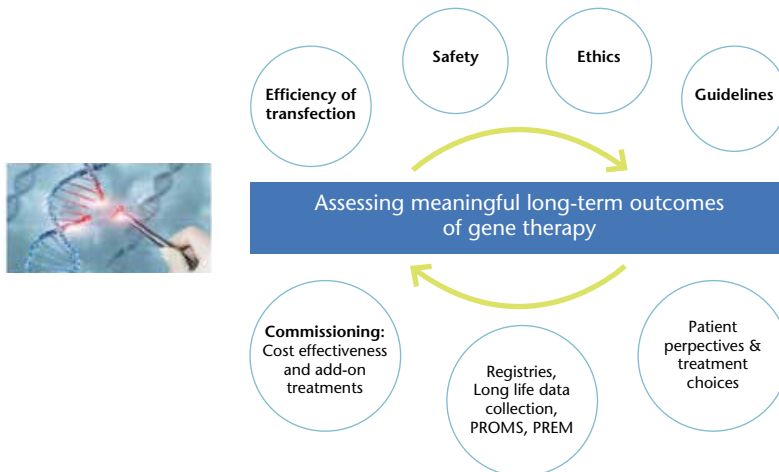 Safety
Ethics
Efficiency of
transfection
Guidelines
Assessing meaningful long-term outcomes
of gene therapy
Commissioning:
Cost effectiveness
and add-on
treatments
Registries,
Long life data
collection,
PROMS, PREM
Patient
perpectives &
treatment
choices